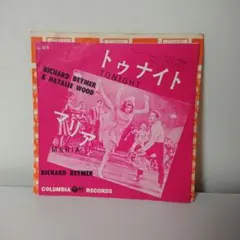 トゥナイト
TONIGHT
RICHARD BEYMER
& NATALIE WOOD
マリア
MARIA
RICHARD BEYMER
COLUMBIA RECORDS